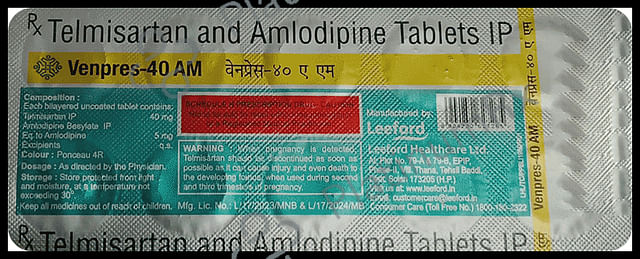 Rx Telmisartan and Amlodipine Tablets IP
Venpres-40 AM वेनप्रेस-४० ए एम
Composition :
Each bilayered uncoated tablet contains:
Telmisartan IP 40 mg
Amlodipine Besylate IP
Eq. to Amlodipine 5 mg
Excipients q.s.
Colour : Ponceau 4R
Dosage : As directed by the Physician.
Storage : Store protected from light
and moisture, at a temperature not
exceeding 30°.
Keep all medicines out of reach of children.
SCHEDULE H PRESCRIPTION DRUG - CAUTION
WARNING : When pregnancy is detected,
Telmisartan should be discontinued as soon as
possible as it can cause injury and even death to
the developing foetus, when used during second
and third trimesters of pregnancy.
Mfg. Lic. No.: L/17/2023/MNB & L/17/2024/MB
Manufactured by
Leeford
Leeford Healthcare Ltd.
At: Plot No. 79-A & 79-B, EPIP,
Phase-II, Vill. Thana, Tehsil Baddi,
Distt. Solan 173205 (H.P.)
Visit us at: www.leeford.in
Email: customercare@leeford.in
Consumer Care (Toll Free No.) 1800-180-2322
Venpres-40 AM वेनप्रेस-४० ए एम
Rx Telmisartan and Amlodipine Tablets IP